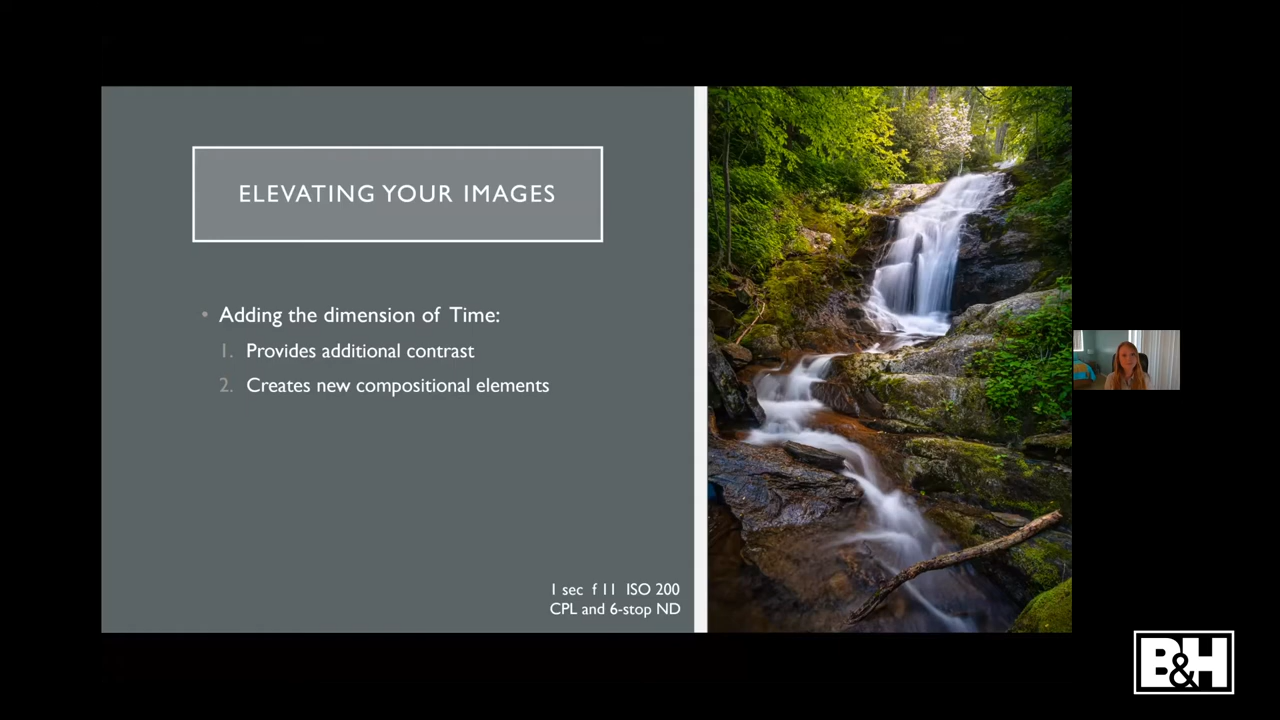 ELEVATING YOUR IMAGES
• Adding the dimension of Time:
1. Provides additional contrast
2. Creates new compositional elements
1 sec f 11 ISO 200
CPL and 6-stop ND
B&H